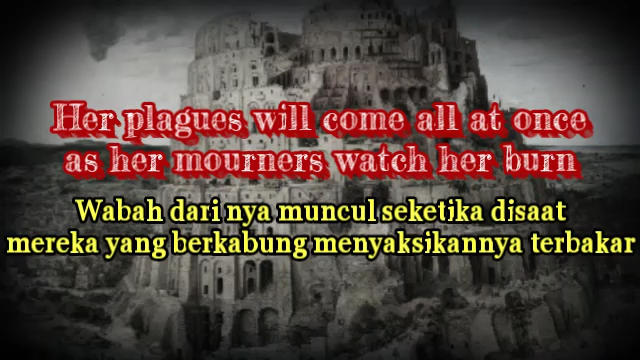 Her plagues will come all at once
as her mourners watch her burn
Wabah dari nya muncul seketika disaat
mereka yang berkabung menyaksikannya terbakar